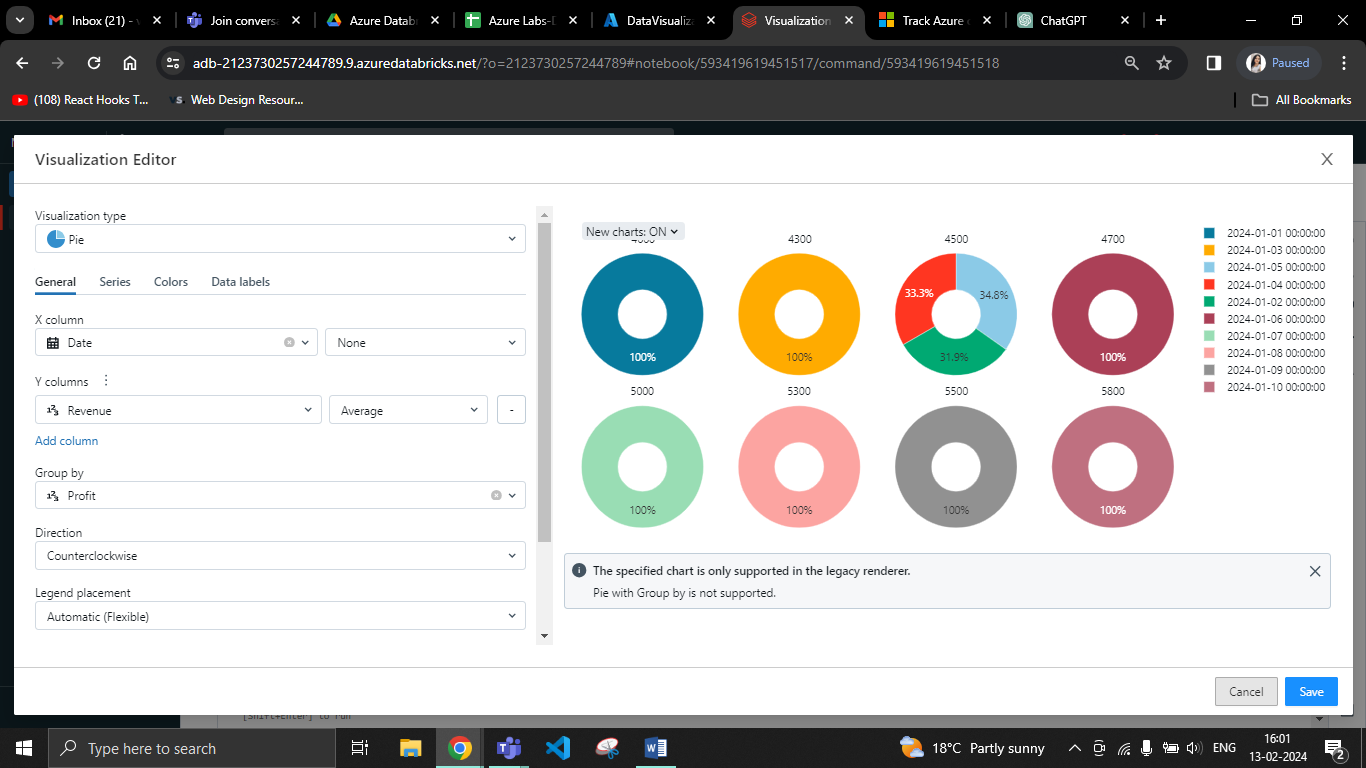 Inbox (21) - v
Join convers
Azure Datab
Azure Labs-D
DataVisualiz
Visualization
Track Azure c
ChatGPT
adb-2123730257244789.9.azuredatabricks.net/?o=2123730257244789#notebook/593419619451517/command/593419619451518
Paused
(108) React Hooks T...
Web Design Resour...
All Bookmarks
Visualization Editor
Visualization type
Pie
General Series Colors Data labels
X column
Date None
Y columns
Revenue Average -
Add column
Group by
Profit
Direction
Counterclockwise
Legend placement
Automatic (Flexible)
New charts: ON
4300 4500 4700
100% 100% 33.3% 34.8% 31.9% 100%
5000 5300 5500 5800
100% 100% 100% 100%
2024-01-01 00:00:00
2024-01-03 00:00:00
2024-01-05 00:00:00
2024-01-04 00:00:00
2024-01-02 00:00:00
2024-01-06 00:00:00
2024-01-07 00:00:00
2024-01-08 00:00:00
2024-01-09 00:00:00
2024-01-10 00:00:00
The specified chart is only supported in the legacy renderer.
Pie with Group by is not supported.
Cancel Save
[Shift+Enter] to run
Type here to search
18°C Partly sunny
ENG
16:01
13-02-2024
2